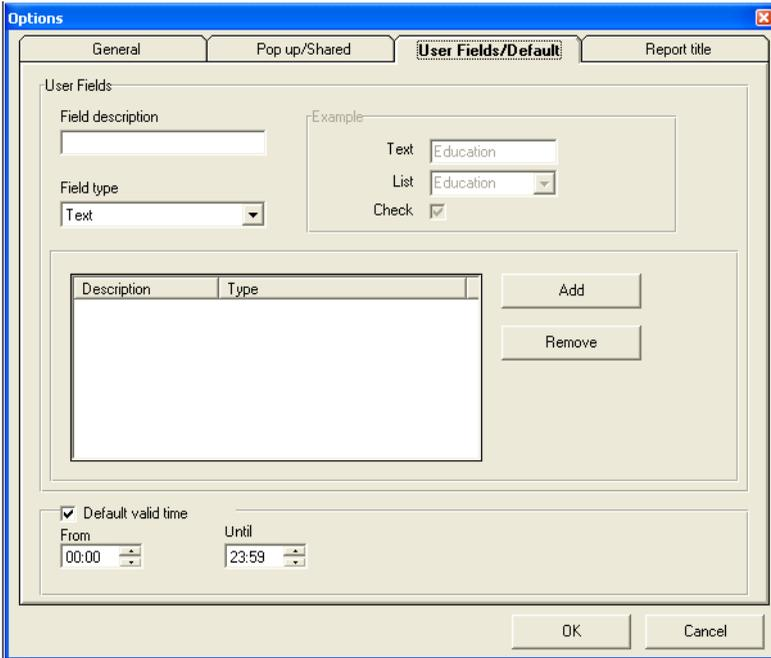 Options
General Pop up/Shared User Fields/Default Report title
User Fields
Field description
Example
Text Education
List Education
Check
Field type
Text
Description Type
Add
Remove
Default valid time
From Until
00:00 23:59
OK Cancel